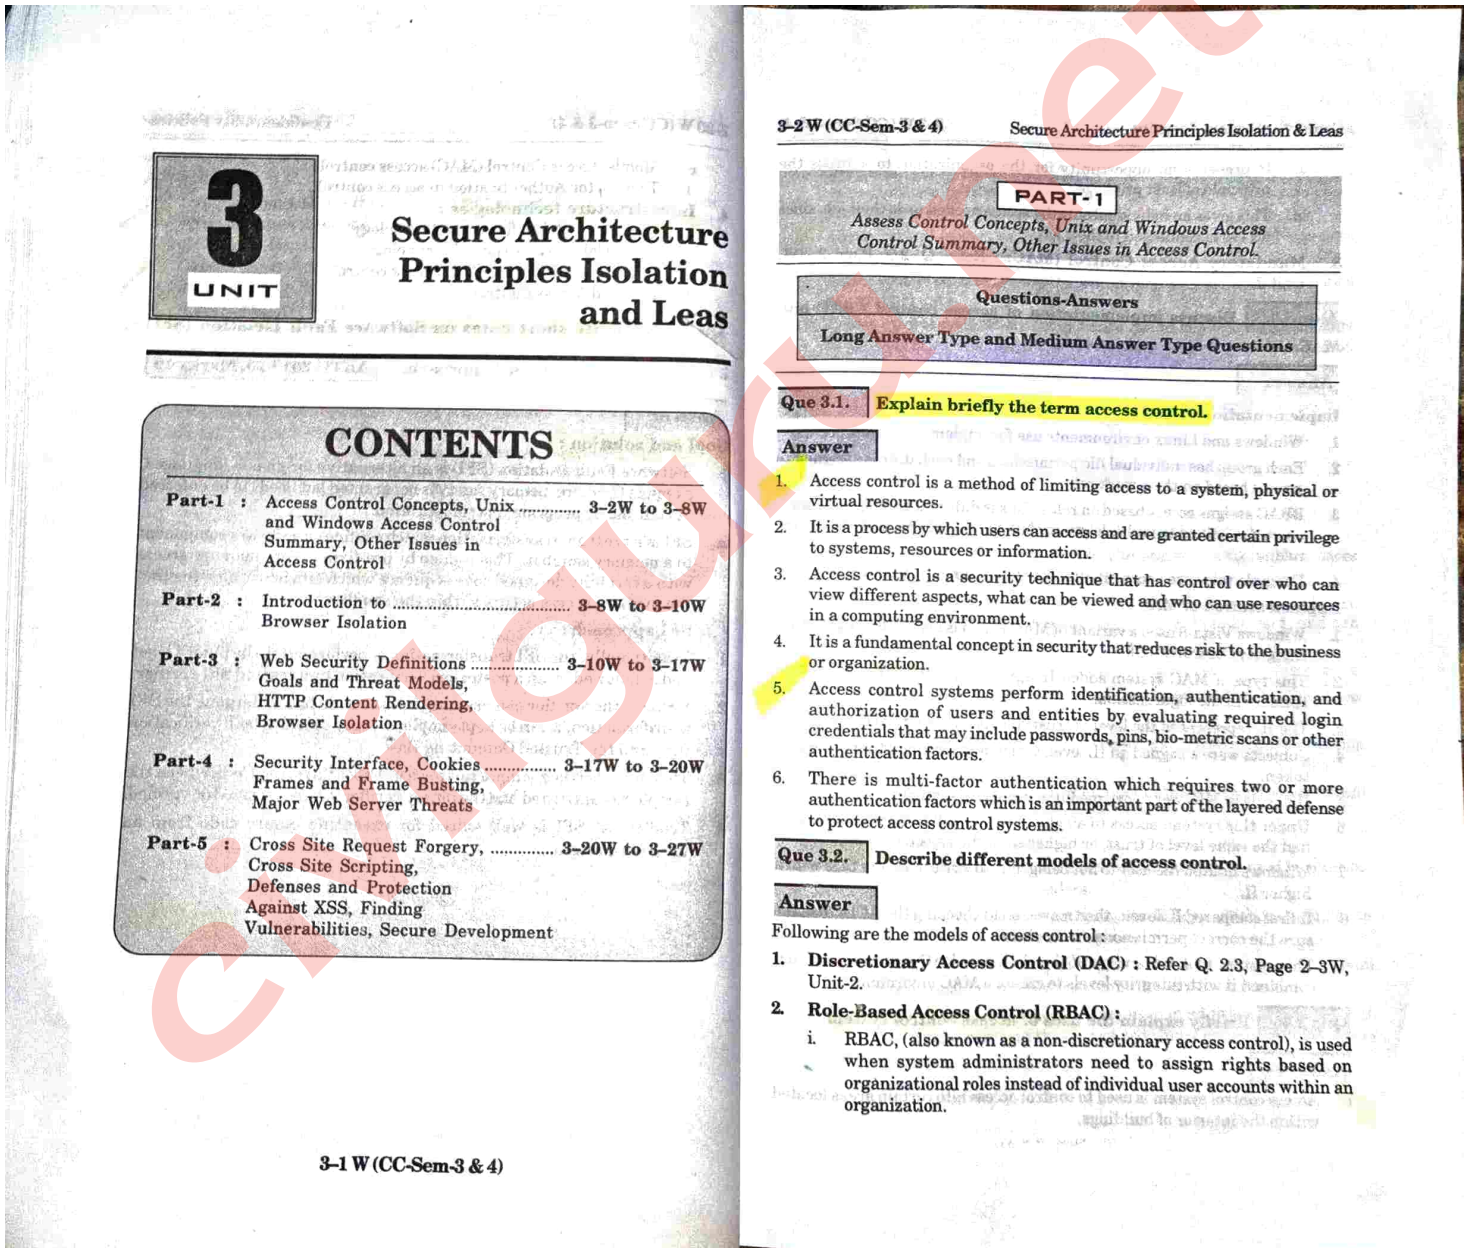 3
UNIT
Secure Architecture
Principles Isolation
and Leas
CONTENTS
Part-1 : Access Control Concepts, Unix .............. 3–2W to 3–8W
and Windows Access Control
Summary, Other Issues in
Access Control
Part-2 : Introduction to ................................ 3–8W to 3–10W
Browser Isolation
Part-3 : Web Security Definitions .................... 3–10W to 3–17W
Goals and Threat Models,
HTTP Content Rendering,
Browser Isolation
Part-4 : Security Interface, Cookies ................ 3–17W to 3–20W
Frames and Frame Busting,
Major Web Server Threats
Part-5 : Cross Site Request Forgery, .............. 3–20W to 3–27W
Cross Site Scripting,
Defenses and Protection
Against XSS, Finding
Vulnerabilities, Secure Development
3–1 W (CC-Sem-3 & 4)
3–2 W (CC-Sem-3 & 4) Secure Architecture Principles Isolation & Leas
PART-1
Assess Control Concepts, Unix and Windows Access
Control Summary, Other Issues in Access Control.
Questions-Answers
Long Answer Type and Medium Answer Type Questions
Que 3.1. Explain briefly the term access control.
Answer
1. Access control is a method of limiting access to a system, physical or
virtual resources.
2. It is a process by which users can access and are granted certain privilege
to systems, resources or information.
3. Access control is a security technique that has control over who can
view different aspects, what can be viewed and who can use resources
in a computing environment.
4. It is a fundamental concept in security that reduces risk to the business
or organization.
5. Access control systems perform identification, authentication, and
authorization of users and entities by evaluating required login
credentials that may include passwords, pins, bio-metric scans or other
authentication factors.
6. There is multi-factor authentication which requires two or more
authentication factors which is an important part of the layered defense
to protect access control systems.
Que 3.2. Describe different models of access control.
Answer
Following are the models of access control :
1. Discretionary Access Control (DAC) : Refer Q. 2.3, Page 2–3W,
Unit-2.
2. Role-Based Access Control (RBAC) :
i. RBAC, (also known as a non-discretionary access control), is used
when system administrators need to assign rights based on
organizational roles instead of individual user accounts within an
organization.
civilguru.net